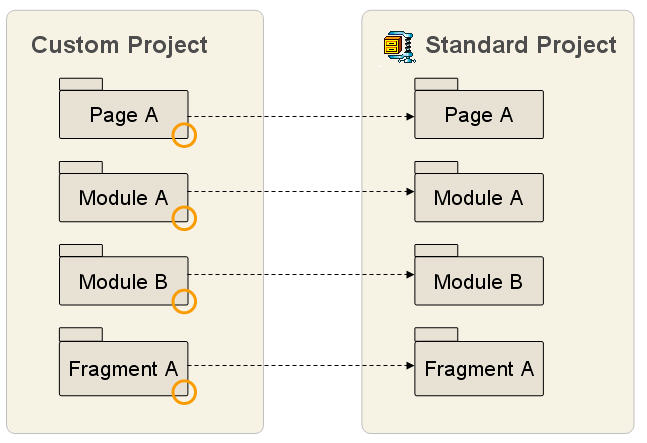 Custom Project
Standard Project
Page A
Page A
Module A
Module A
Module B
Module B
Fragment A
Fragment A